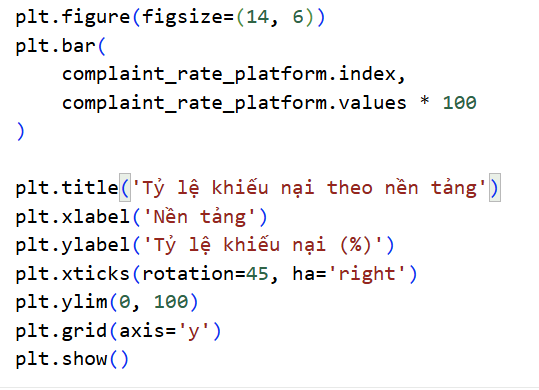 plt.figure(figsize=(14, 6))
plt.bar(
    complaint_rate_platform.index,
    complaint_rate_platform.values * 100
)

plt.title('Tỷ lệ khiếu nại theo nền tảng')
plt.xlabel('Nền tảng')
plt.ylabel('Tỷ lệ khiếu nại (%)')
plt.xticks(rotation=45, ha='right')
plt.ylim(0, 100)
plt.grid(axis='y')
plt.show()